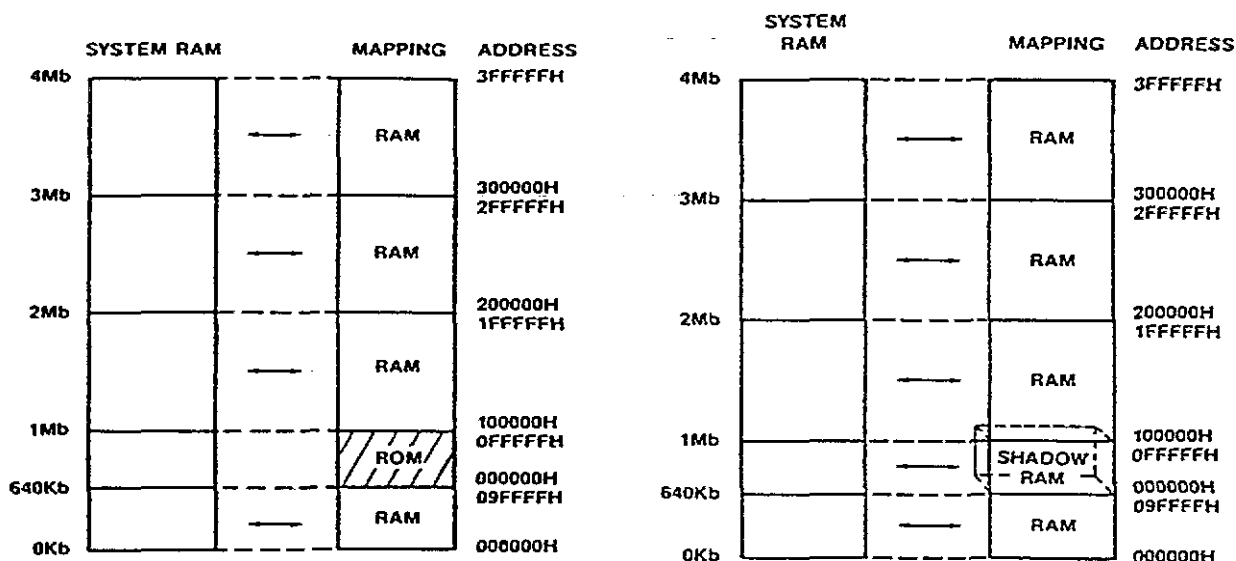 SYSTEM RAM MAPPING ADDRESS
4Mb 3FFFFFH
RAM
3Mb 300000H
2FFFFFH
RAM
2Mb 200000H
1FFFFFH
RAM
1Mb 100000H
0FFFFFH
ROM
640Kb 000000H
09FFFFH
RAM
0Kb 000000H
SYSTEM
RAM MAPPING ADDRESS
4Mb 3FFFFFH
RAM
3Mb 300000H
2FFFFFH
RAM
2Mb 200000H
1FFFFFH
RAM
1Mb 100000H
0FFFFFH
SHADOW
RAM
640Kb 000000H
09FFFFH
RAM
0Kb 000000H